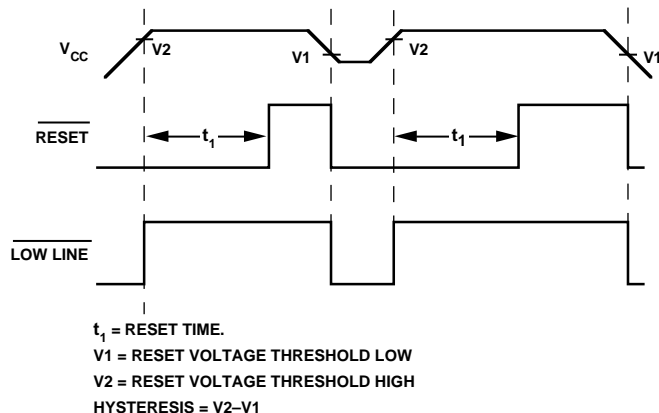 VCC
V2
V1
V2
V1
RESET
t1
t1
LOW LINE
t1 = RESET TIME.
V1 = RESET VOLTAGE THRESHOLD LOW
V2 = RESET VOLTAGE THRESHOLD HIGH
HYSTERESIS = V2–V1